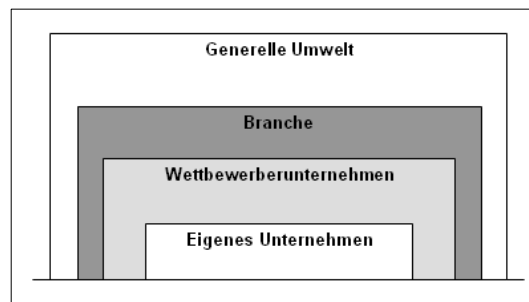 Generelle Umwelt
Branche
Wettbewerberunternehmen
Eigenes Unternehmen